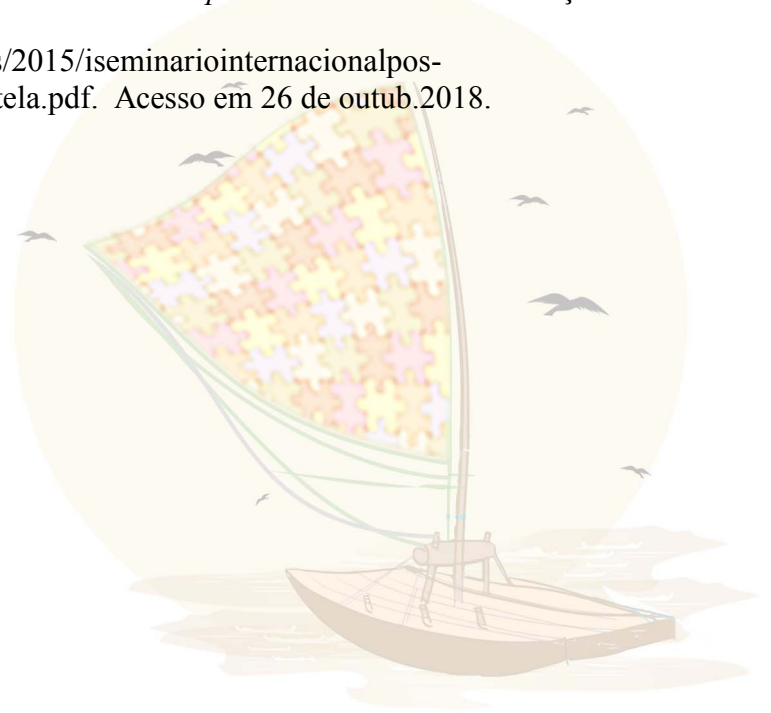 s/2015/iseminariointernacionalpos-
tela.pdf. Acesso em 26 de outub.2018.